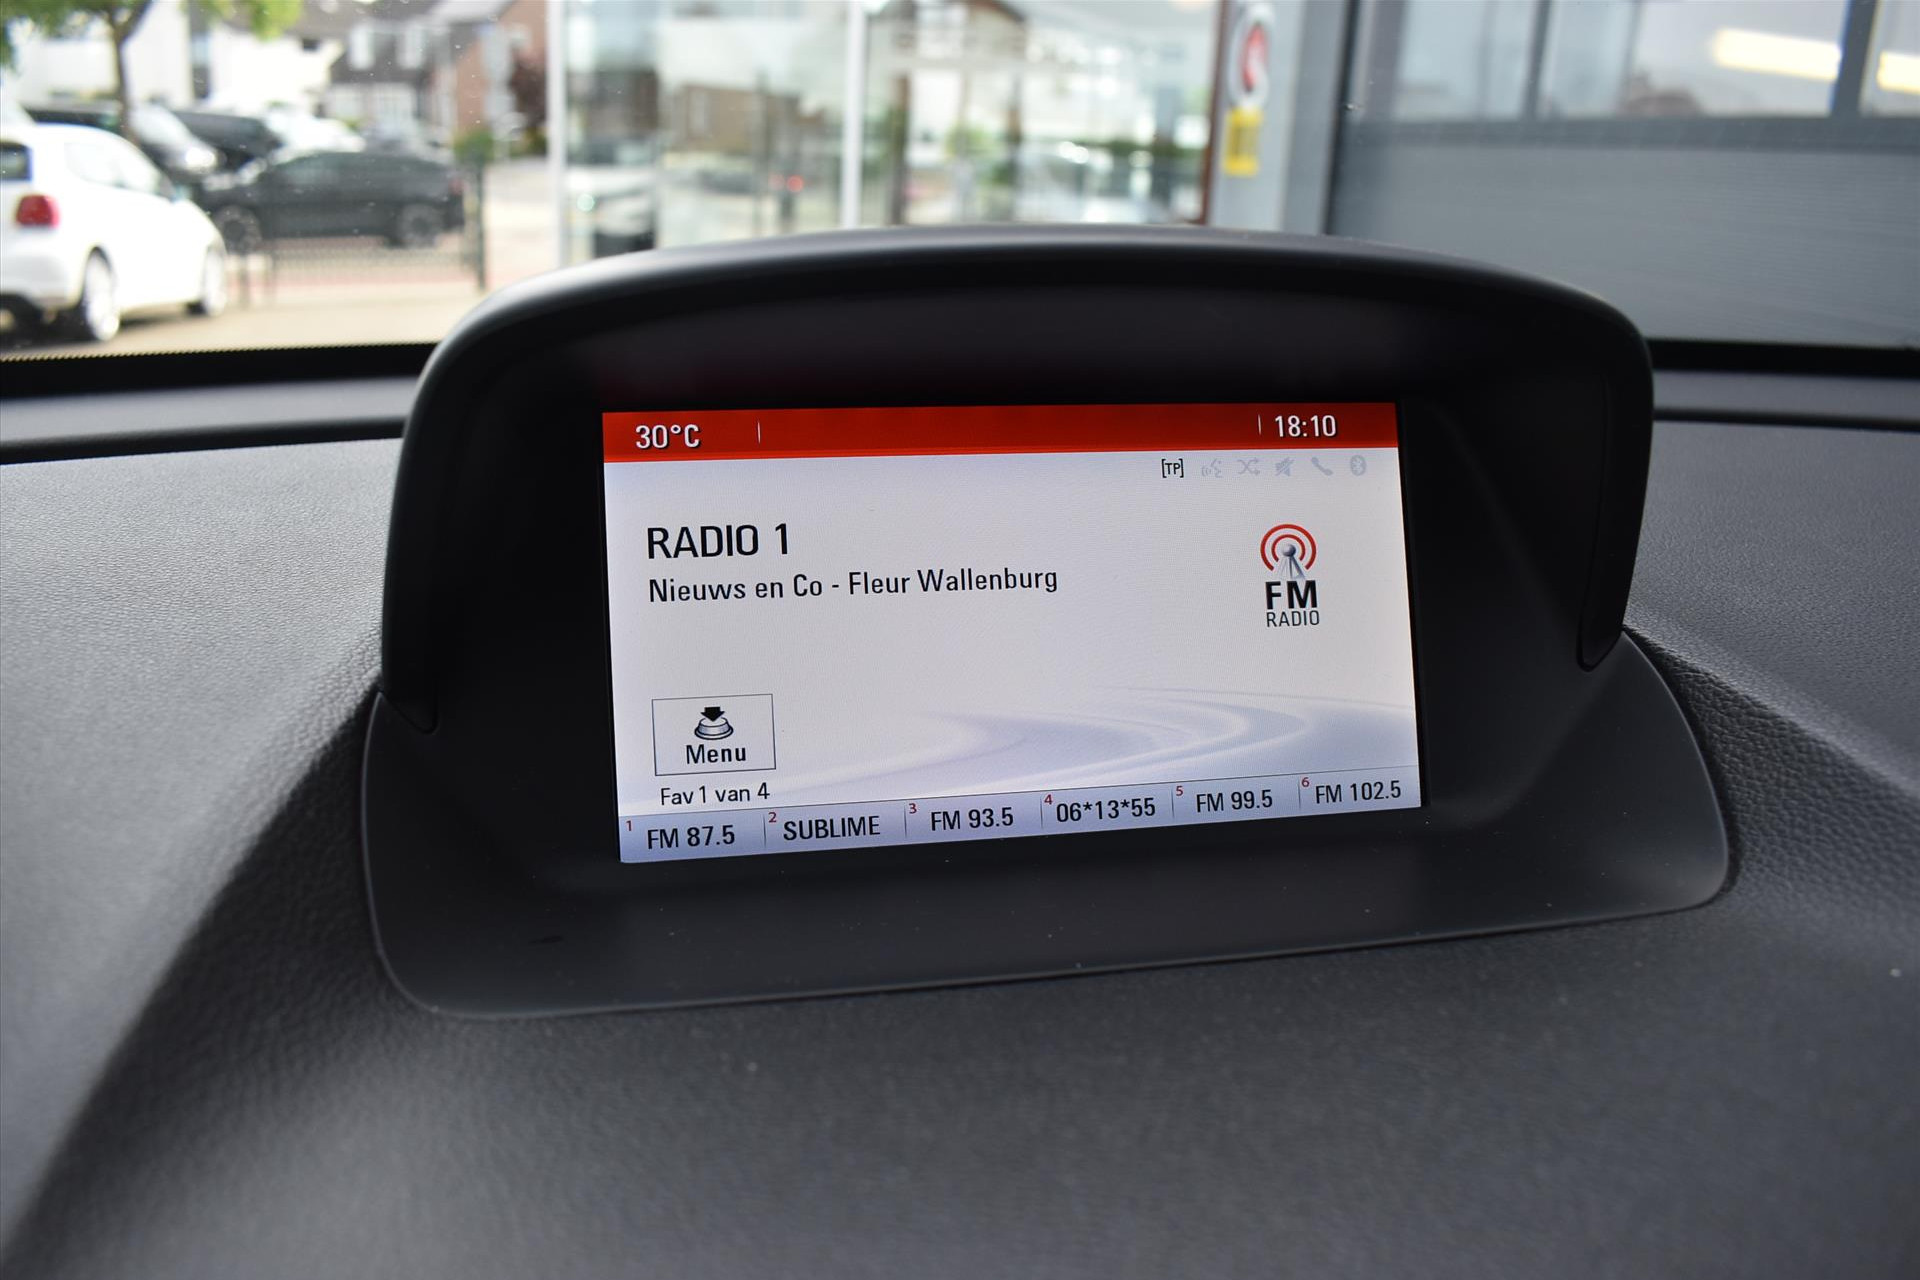 30°C 18:10
[TP]
RADIO 1
Nieuws en Co - Fleur Wallenburg
FM
RADIO
Menu
Fav 1 van 4
1 FM 87.5 2 SUBLIME 3 FM 93.5 4 06*13*55 5 FM 99.5 6 FM 102.5